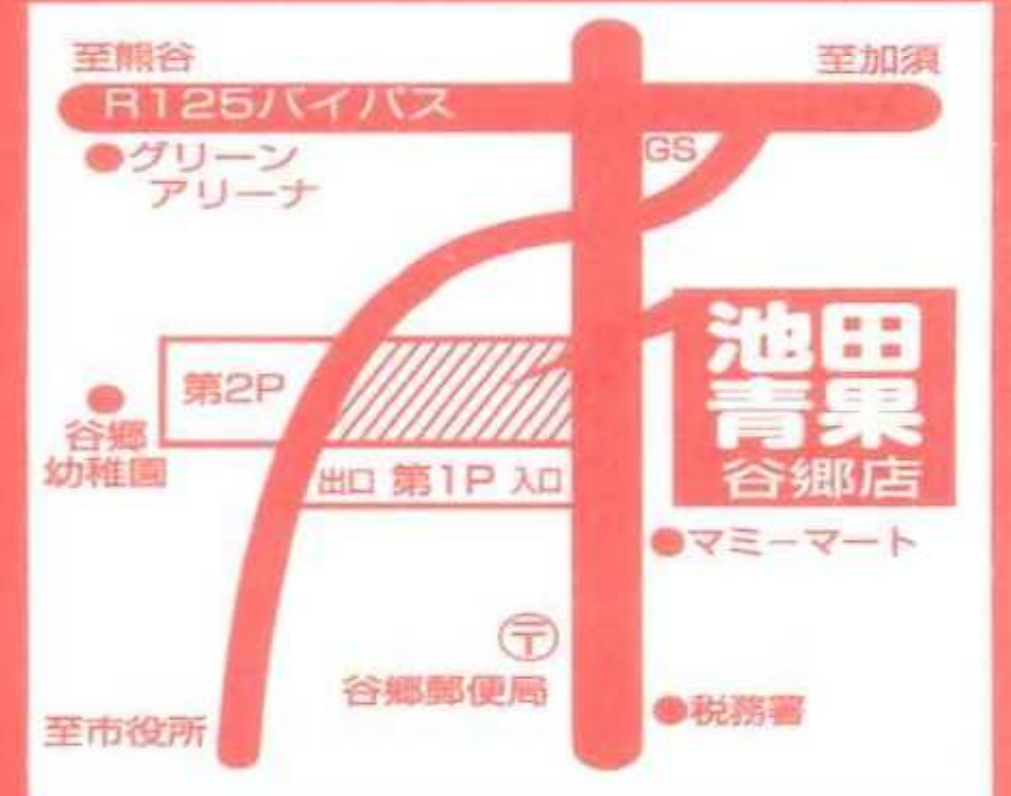 至熊谷
至加須
R125バイパス
●グリーン
アリーナ
GS
池田
青果
谷郷店
第2P
谷郷
幼稚園
出口 第1P 入口
●マミーマート
〒
谷郷郵便局
●税務署
至市役所